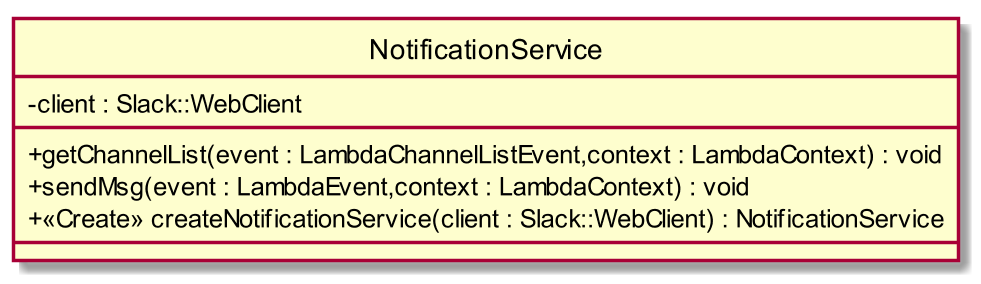 NotificationService
-client : Slack::WebClient
+getChannelList(event : LambdaChannelListEvent,context : LambdaContext) : void
+sendMsg(event : LambdaEvent,context : LambdaContext) : void
+«Create» createNotificationService(client : Slack::WebClient) : NotificationService